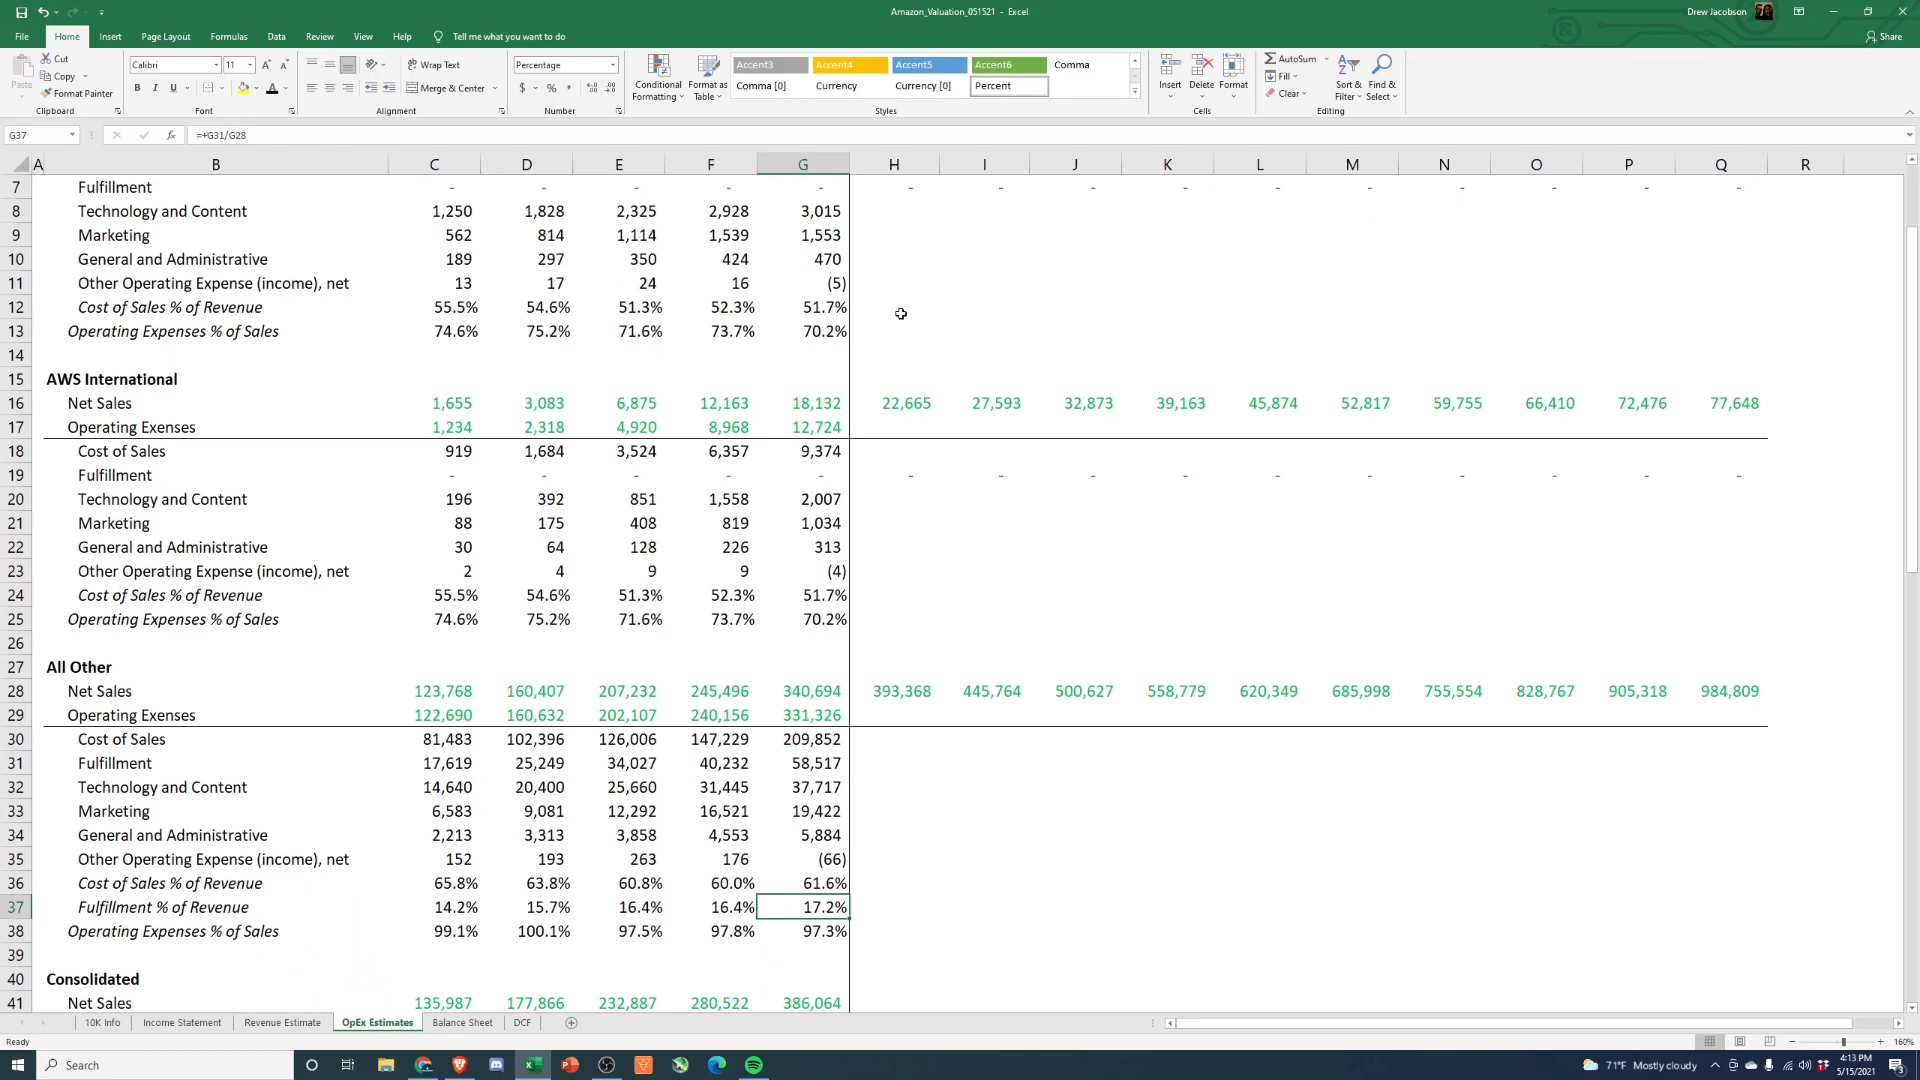 Amazon_Valuation_051521 - Excel
Drew Jacobson
File Home Insert Page Layout Formulas Data Review View Help Tell me what you want to do
Share
Paste Cut Copy Format Painter
Calibri 11
B I U A
Wrap Text
Merge & Center
Percentage
$ % ,
Conditional Formatting Format as Table
Accent3 Accent4 Accent5 Accent6 Comma
Comma [0] Currency Currency [0] Percent
Insert Delete Format
AutoSum Fill Clear
Sort & Filter Find & Select
Clipboard Font Alignment Number Styles Cells Editing
G37 fx =+G31/G28
A B C D E F G H I J K L M N O P Q R
7 Fulfillment - - - - - - - - - - - - - - -
8 Technology and Content 1,250 1,828 2,325 2,928 3,015
9 Marketing 562 814 1,114 1,539 1,553
10 General and Administrative 189 297 350 424 470
11 Other Operating Expense (income), net 13 17 24 16 (5)
12 Cost of Sales % of Revenue 55.5% 54.6% 51.3% 52.3% 51.7%
13 Operating Expenses % of Sales 74.6% 75.2% 71.6% 73.7% 70.2%
14
15 AWS International
16 Net Sales 1,655 3,083 6,875 12,163 18,132 22,665 27,593 32,873 39,163 45,874 52,817 59,755 66,410 72,476 77,648
17 Operating Exenses 1,234 2,318 4,920 8,968 12,724
18 Cost of Sales 919 1,684 3,524 6,357 9,374
19 Fulfillment - - - - - - - - - - - - - - -
20 Technology and Content 196 392 851 1,558 2,007
21 Marketing 88 175 408 819 1,034
22 General and Administrative 30 64 128 226 313
23 Other Operating Expense (income), net 2 4 9 9 (4)
24 Cost of Sales % of Revenue 55.5% 54.6% 51.3% 52.3% 51.7%
25 Operating Expenses % of Sales 74.6% 75.2% 71.6% 73.7% 70.2%
26
27 All Other
28 Net Sales 123,768 160,407 207,232 245,496 340,694 393,368 445,764 500,627 558,779 620,349 685,998 755,554 828,767 905,318 984,809
29 Operating Exenses 122,690 160,632 202,107 240,156 331,326
30 Cost of Sales 81,483 102,396 126,006 147,229 209,852
31 Fulfillment 17,619 25,249 34,027 40,232 58,517
32 Technology and Content 14,640 20,400 25,660 31,445 37,717
33 Marketing 6,583 9,081 12,292 16,521 19,422
34 General and Administrative 2,213 3,313 3,858 4,553 5,884
35 Other Operating Expense (income), net 152 193 263 176 (66)
36 Cost of Sales % of Revenue 65.8% 63.8% 60.8% 60.0% 61.6%
37 Fulfillment % of Revenue 14.2% 15.7% 16.4% 16.4% 17.2%
38 Operating Expenses % of Sales 99.1% 100.1% 97.5% 97.8% 97.3%
39
40 Consolidated
41 Net Sales 135,987 177,866 232,887 280,522 386,064
10K Info Income Statement Revenue Estimate OpEx Estimates Balance Sheet DCF
Ready
160%
Search
71°F Mostly cloudy
4:13 PM
5/15/2021